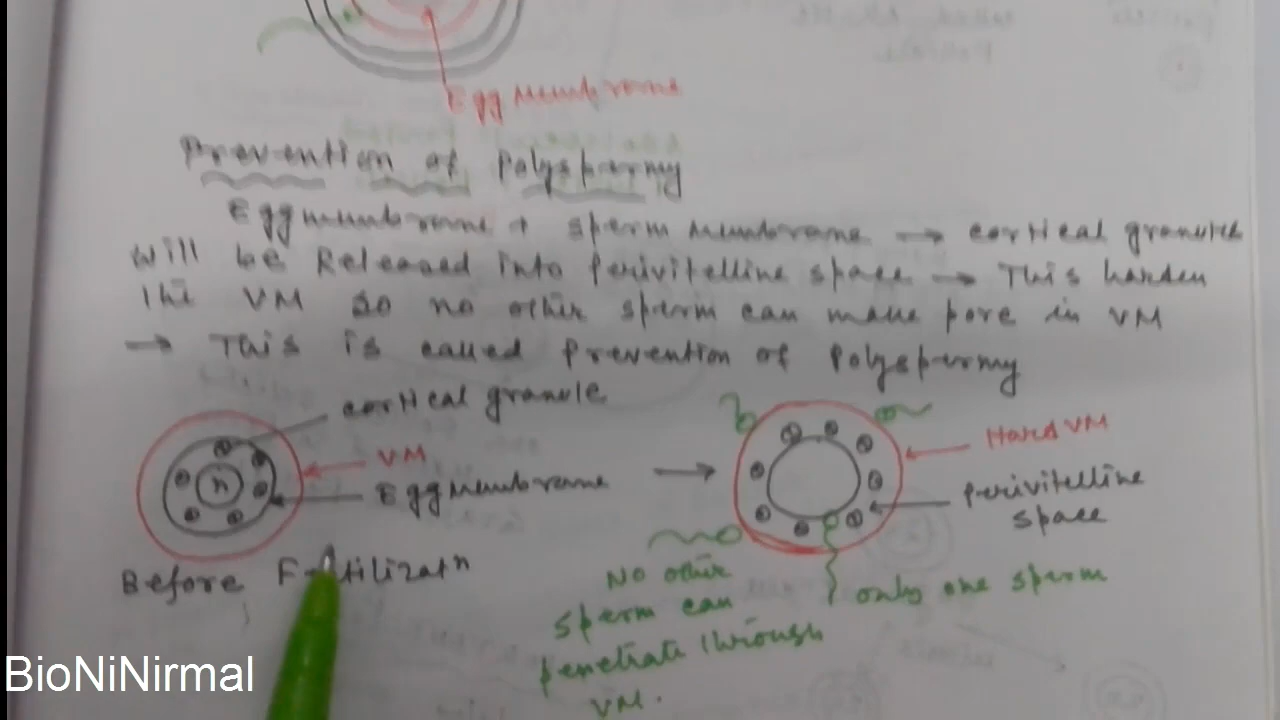 Egg membrane
Prevention of Polyspermy
Egg membrane + sperm membrane → cortical granules
will be Released into Perivitelline space → This harden
The VM so no other sperm can make pore in VM
→ This is called Prevention of Polyspermy
cortical granule
VM
Egg membrane
n
Before Fertilizatn
Hard VM
Perivitelline
space
only one sperm
No other
sperm can
penetrate through
VM.
BioNiNirmal